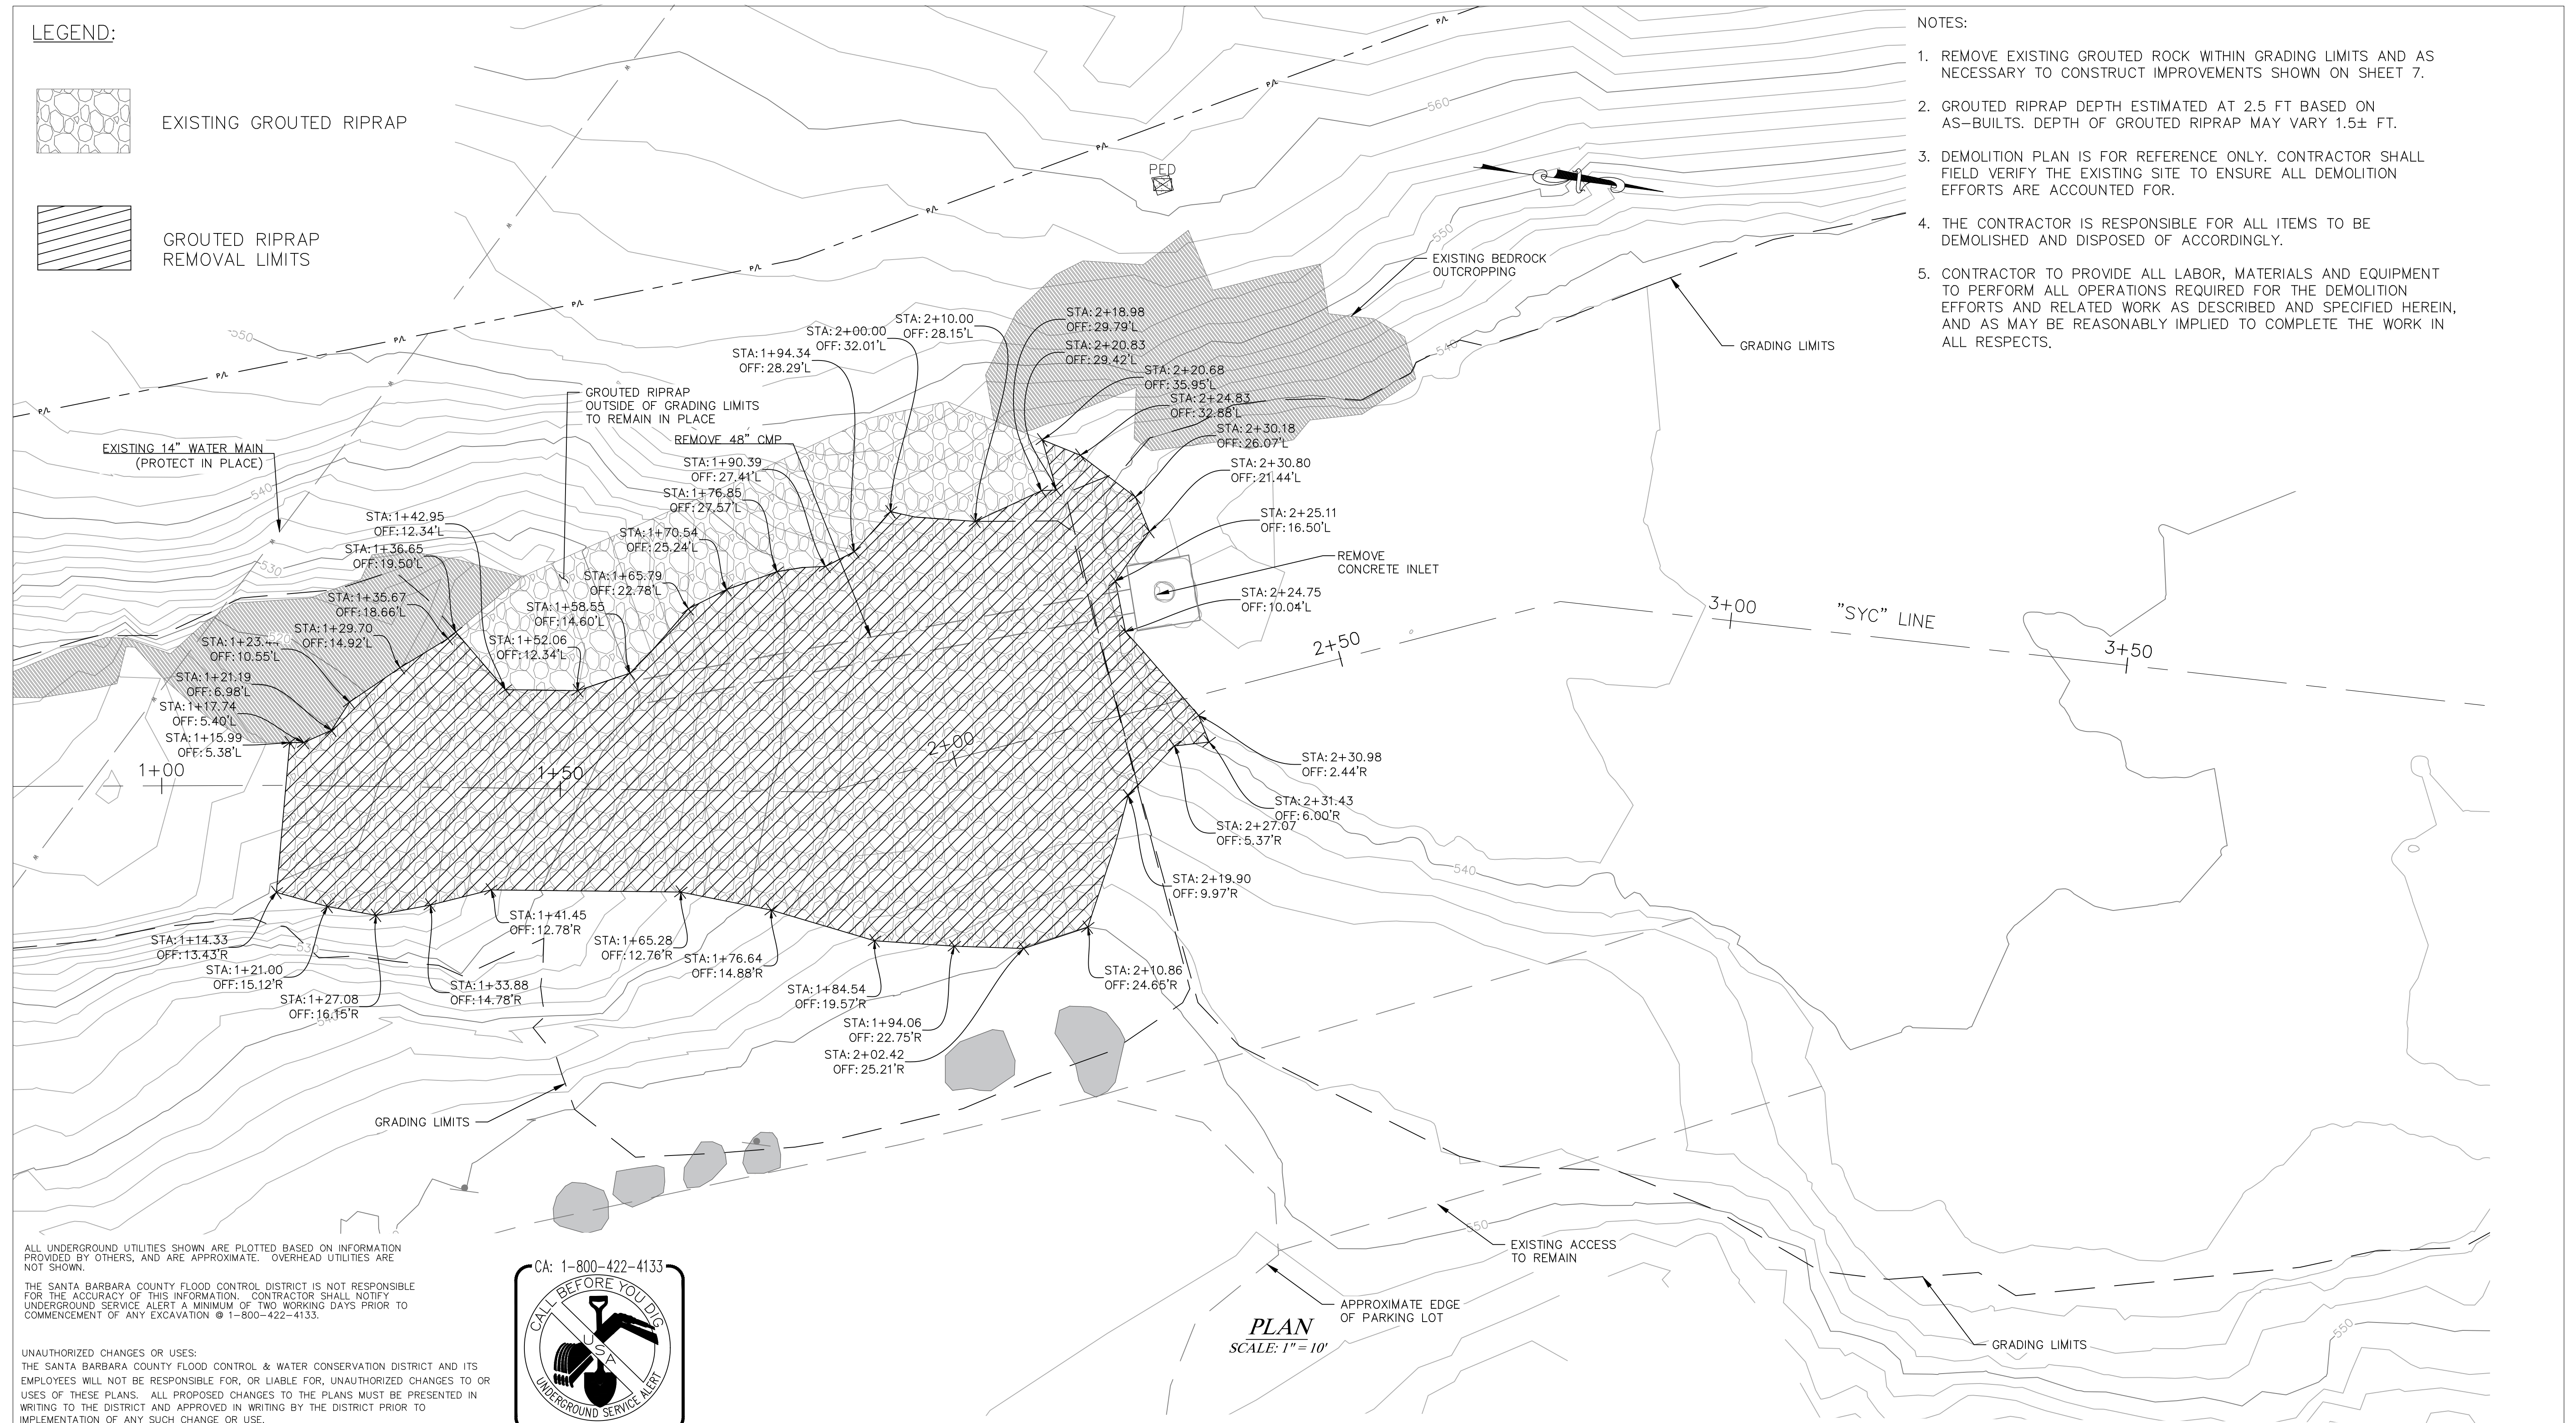 LEGEND:
EXISTING GROUTED RIPRAP
GROUTED RIPRAP
REMOVAL LIMITS
NOTES:
1. REMOVE EXISTING GROUTED ROCK WITHIN GRADING LIMITS AND AS
NECESSARY TO CONSTRUCT IMPROVEMENTS SHOWN ON SHEET 7.
2. GROUTED RIPRAP DEPTH ESTIMATED AT 2.5 FT BASED ON
AS-BUILTS. DEPTH OF GROUTED RIPRAP MAY VARY 1.5± FT.
3. DEMOLITION PLAN IS FOR REFERENCE ONLY. CONTRACTOR SHALL
FIELD VERIFY THE EXISTING SITE TO ENSURE ALL DEMOLITION
EFFORTS ARE ACCOUNTED FOR.
4. THE CONTRACTOR IS RESPONSIBLE FOR ALL ITEMS TO BE
DEMOLISHED AND DISPOSED OF ACCORDINGLY.
5. CONTRACTOR TO PROVIDE ALL LABOR, MATERIALS AND EQUIPMENT
TO PERFORM ALL OPERATIONS REQUIRED FOR THE DEMOLITION
EFFORTS AND RELATED WORK AS DESCRIBED AND SPECIFIED HEREIN,
AND AS MAY BE REASONABLY IMPLIED TO COMPLETE THE WORK IN
ALL RESPECTS.
P/L
P/L
P/L
P/L
P/L
P/L
P/L
P/L
P/L
560
PED
550
EXISTING BEDROCK
OUTCROPPING
GRADING LIMITS
540
550
STA: 2+18.98
OFF: 29.79'L
STA: 2+10.00
OFF: 28.15'L
STA: 2+00.00
OFF: 32.01'L
STA: 1+94.34
OFF: 28.29'L
STA: 2+20.83
OFF: 29.42'L
STA: 2+20.68
OFF: 35.95'L
STA: 2+24.83
OFF: 32.88'L
STA: 2+30.18
OFF: 26.07'L
STA: 2+30.80
OFF: 21.44'L
STA: 2+25.11
OFF: 16.50'L
REMOVE
CONCRETE INLET
STA: 2+24.75
OFF: 10.04'L
GROUTED RIPRAP
OUTSIDE OF GRADING LIMITS
TO REMAIN IN PLACE
REMOVE 48" CMP
EXISTING 14" WATER MAIN
(PROTECT IN PLACE)
540
530
STA: 1+90.39
OFF: 27.41'L
STA: 1+76.85
OFF: 27.57'L
STA: 1+70.54
OFF: 25.24'L
STA: 1+65.79
OFF: 22.78'L
STA: 1+58.55
OFF: 14.60'L
STA: 1+52.06
OFF: 12.34'L
STA: 1+42.95
OFF: 12.34'L
STA: 1+36.65
OFF: 19.50'L
STA: 1+35.67
OFF: 18.66'L
STA: 1+29.70
OFF: 14.92'L
OFF: 10.55'L
STA: 1+21.19
OFF: 6.98'L
STA: 1+17.74
OFF: 5.40'L
STA: 1+15.99
OFF: 5.38'L
1+00
1+50
2+00
2+50
3+00
"SYC" LINE
3+50
STA: 2+30.98
OFF: 2.44'R
STA: 2+31.43
OFF: 6.00'R
STA: 2+27.07
OFF: 5.37'R
540
STA: 2+19.90
OFF: 9.97'R
STA: 2+10.86
OFF: 24.65'R
STA: 1+14.33
OFF: 13.43'R
STA: 1+21.00
OFF: 15.12'R
STA: 1+27.08
OFF: 16.15'R
STA: 1+33.88
OFF: 14.78'R
STA: 1+41.45
OFF: 12.78'R
STA: 1+65.28
OFF: 12.76'R
STA: 1+76.64
OFF: 14.88'R
STA: 1+84.54
OFF: 19.57'R
STA: 1+94.06
OFF: 22.75'R
STA: 2+02.42
OFF: 25.21'R
GRADING LIMITS
550
EXISTING ACCESS
TO REMAIN
APPROXIMATE EDGE
OF PARKING LOT
GRADING LIMITS
550
PLAN
SCALE: 1" = 10'
ALL UNDERGROUND UTILITIES SHOWN ARE PLOTTED BASED ON INFORMATION
PROVIDED BY OTHERS, AND ARE APPROXIMATE. OVERHEAD UTILITIES ARE
NOT SHOWN.
THE SANTA BARBARA COUNTY FLOOD CONTROL DISTRICT IS NOT RESPONSIBLE
FOR THE ACCURACY OF THIS INFORMATION. CONTRACTOR SHALL NOTIFY
UNDERGROUND SERVICE ALERT A MINIMUM OF TWO WORKING DAYS PRIOR TO
COMMENCEMENT OF ANY EXCAVATION @ 1-800-422-4133.
UNAUTHORIZED CHANGES OR USES:
THE SANTA BARBARA COUNTY FLOOD CONTROL & WATER CONSERVATION DISTRICT AND ITS
EMPLOYEES WILL NOT BE RESPONSIBLE FOR, OR LIABLE FOR, UNAUTHORIZED CHANGES TO OR
USES OF THESE PLANS. ALL PROPOSED CHANGES TO THE PLANS MUST BE PRESENTED IN
WRITING TO THE DISTRICT AND APPROVED IN WRITING BY THE DISTRICT PRIOR TO
IMPLEMENTATION OF ANY SUCH CHANGE OR USE.
CA: 1-800-422-4133
CALL BEFORE YOU DIG
USA
UNDERGROUND SERVICE ALERT